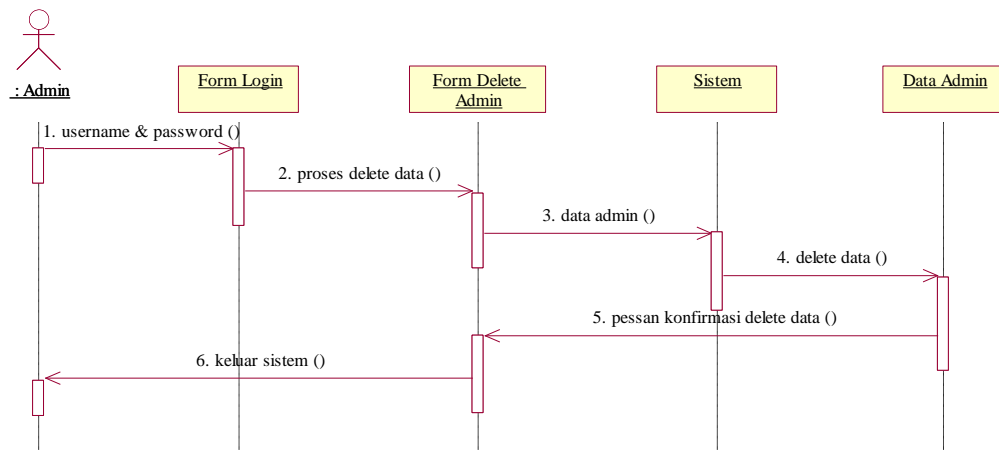 : Admin
Form Login
Form Delete
Admin
Sistem
Data Admin
1. username & password ()
2. proses delete data ()
3. data admin ()
4. delete data ()
5. pessan konfirmasi delete data ()
6. keluar sistem ()